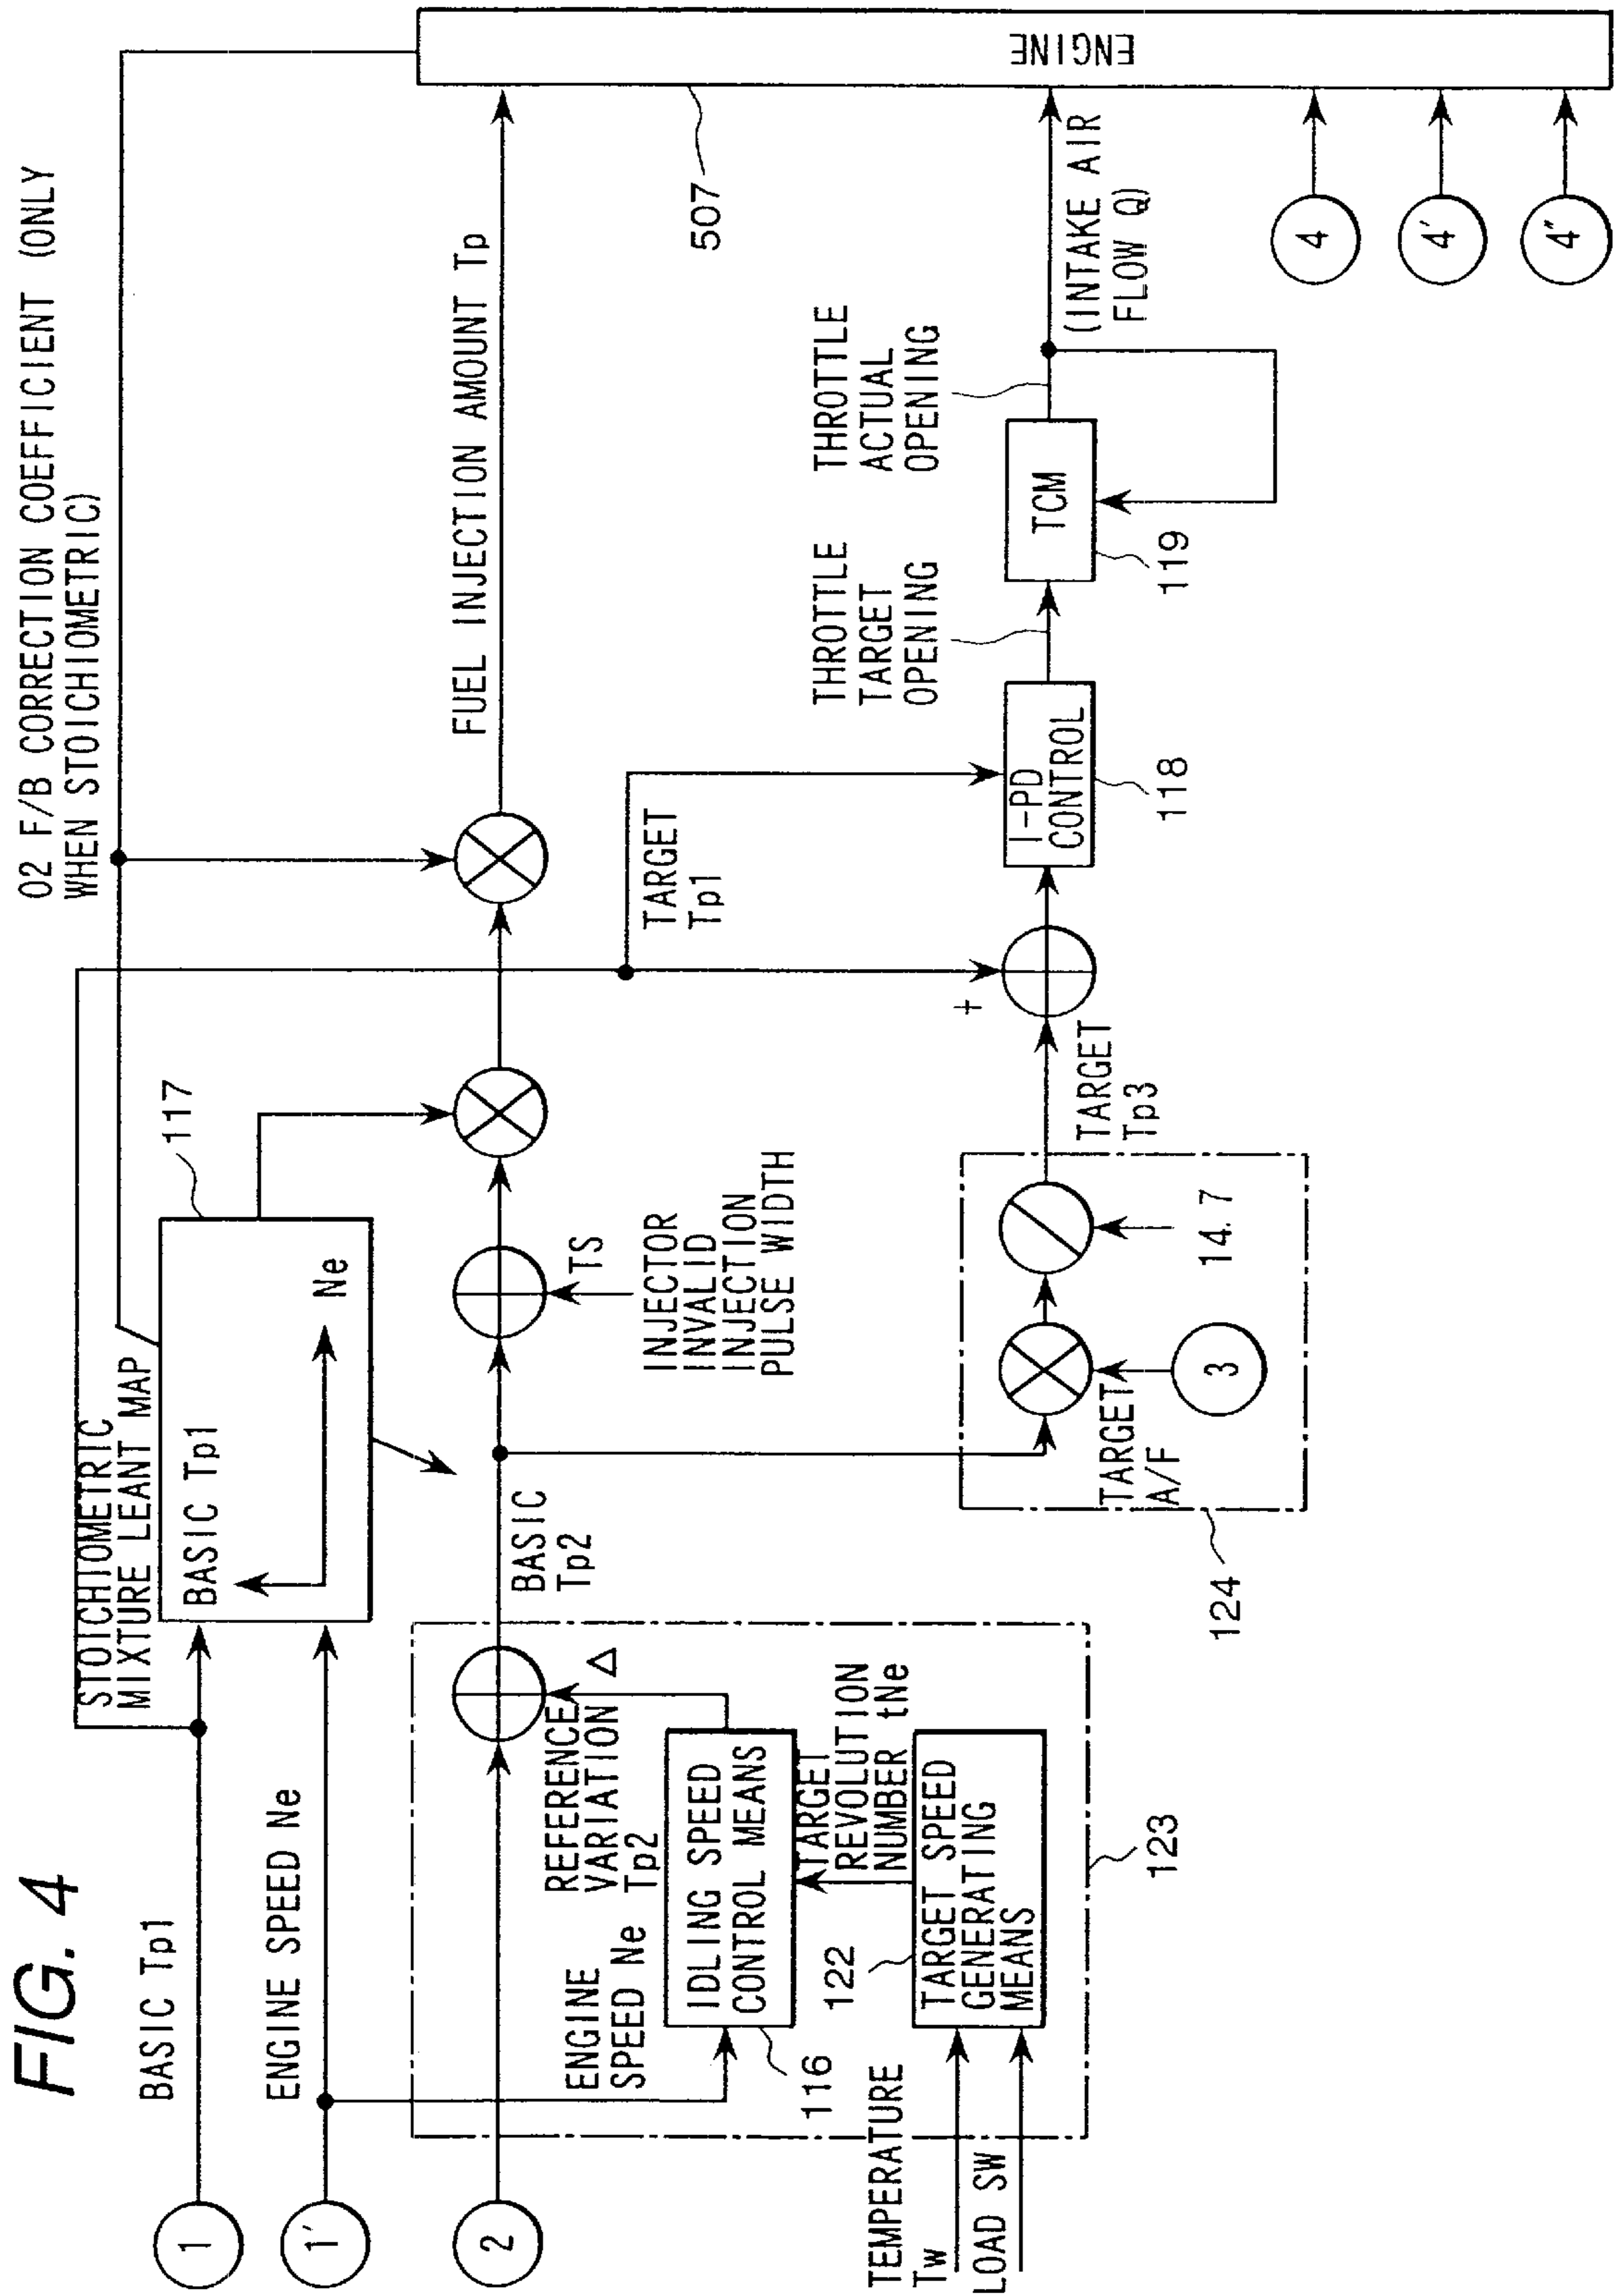 FIG. 4
O2 F/B CORRECTION COEFFICIENT (ONLY
WHEN STOICHIOMETRIC)
STOICHIOMETRIC
MIXTURE LEANT MAP
117
1
BASIC Tp1
BASIC Tp1
Ne
1'
ENGINE SPEED Ne
2
BASIC
Tp2
TS
INJECTOR
INVALID
INJECTION
PULSE WIDTH
FUEL INJECTION AMOUNT Tp
ENGINE
507
REFERENCE
VARIATION
Tp2
Δ
ENGINE
SPEED Ne
IDLING SPEED
CONTROL MEANS
116
TARGET
REVOLUTION
NUMBER tNe
122
TARGET SPEED
GENERATING
MEANS
TEMPERATURE
Tw
LOAD SW
123
TARGET
A/F
3
14.7
124
TARGET
Tp3
+
TARGET
Tp1
I-PD
CONTROL
118
THROTTLE
TARGET
OPENING
TCM
119
THROTTLE
ACTUAL
OPENING
(INTAKE AIR
FLOW Q)
4
4'
4"